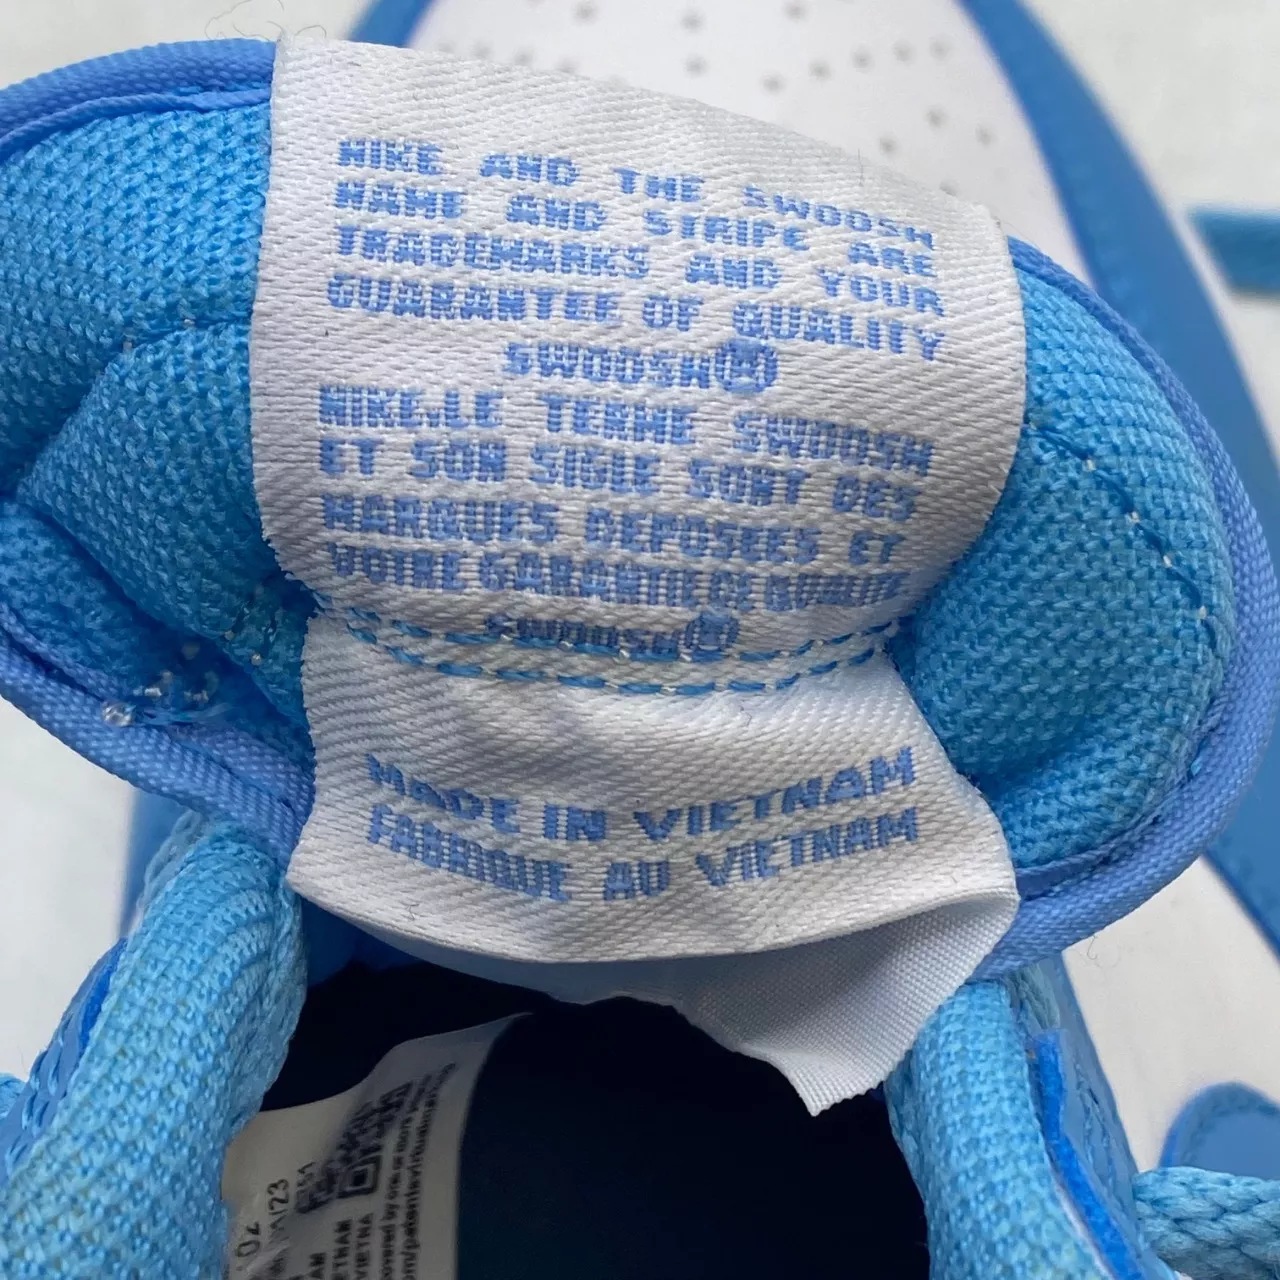 NIKE AND THE SWOOSH
NAME AND STRIPE ARE
TRADEMARKS AND YOUR
GUARANTEE OF QUALITY
SWOOSH®
NIKE.LE TERME SWOOSH
ET SON SIGLE SONT DES
MARQUES DEPOSEES ET
VOTRE GARANTIE DE QUALITE
SWOOSH®
MADE IN VIETNAM
FABRIQUE AU VIETNAM
02
/23